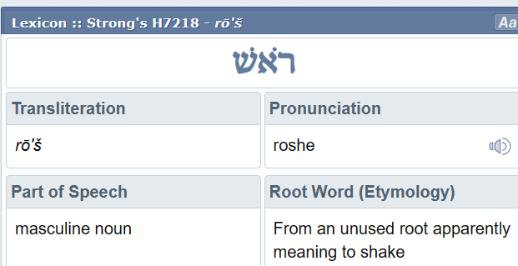 Lexicon :: Strong's H7218 - rō'š
Aa
רֹאשׁ
Transliteration
Pronunciation
rō'š
roshe
Part of Speech
Root Word (Etymology)
masculine noun
From an unused root apparently
meaning to shake